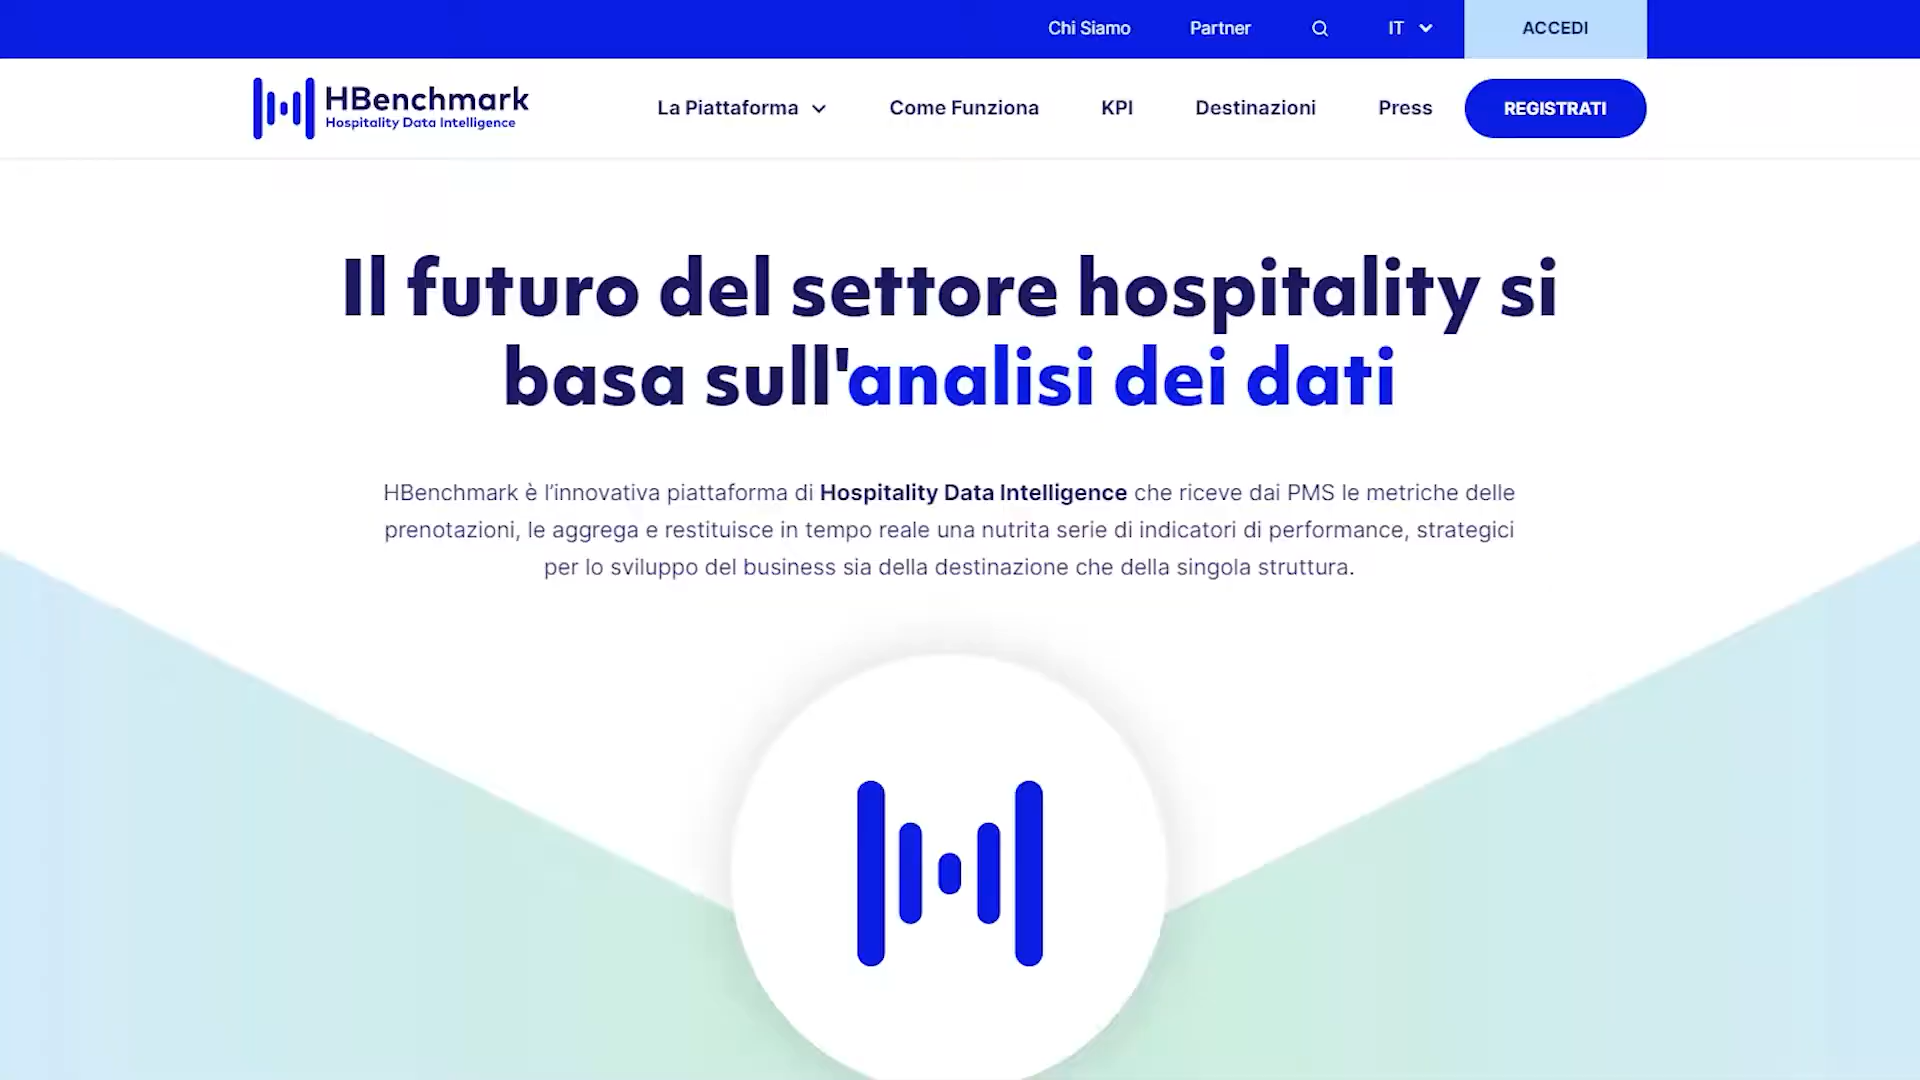 Chi Siamo Partner IT ACCEDI
HBenchmark
Hospitality Data Intelligence
La Piattaforma Come Funziona KPI Destinazioni Press REGISTRATI
Il futuro del settore hospitality si
basa sull'analisi dei dati
HBenchmark è l’innovativa piattaforma di Hospitality Data Intelligence che riceve dai PMS le metriche delle
prenotazioni, le aggrega e restituisce in tempo reale una nutrita serie di indicatori di performance, strategici
per lo sviluppo del business sia della destinazione che della singola struttura.